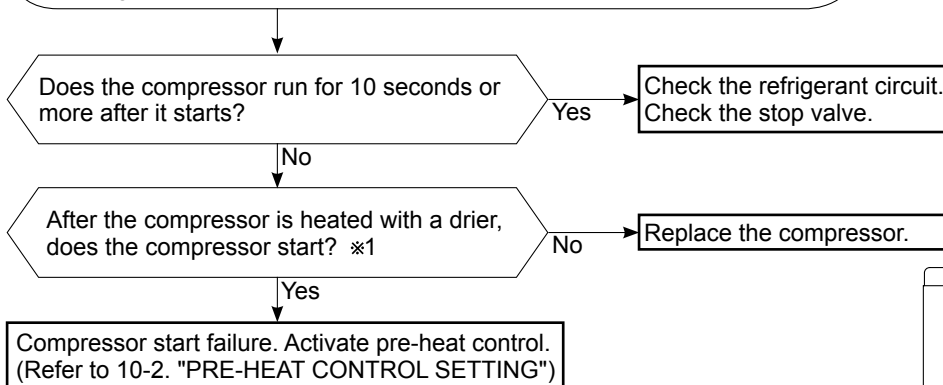 Does the compressor run for 10 seconds or
more after it starts?
Yes
Check the refrigerant circuit.
Check the stop valve.
No
After the compressor is heated with a drier,
does the compressor start? ※1
No
Replace the compressor.
Yes
Compressor start failure. Activate pre-heat control.
(Refer to 10-2. "PRE-HEAT CONTROL SETTING")